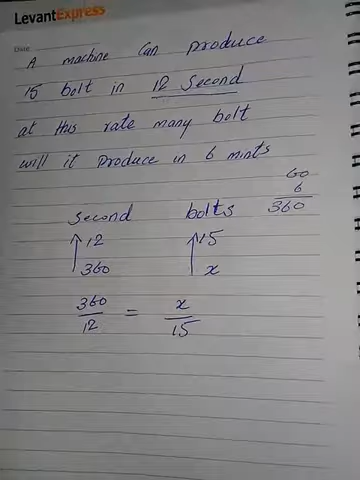 LevantExpress
Date:
A machine Can produce
15 bolt in 12 Second
at this rate many bolt
will it Produce in 6 mints
60
6
360
Second bolts
12 15
360 x
360/12 = x/15